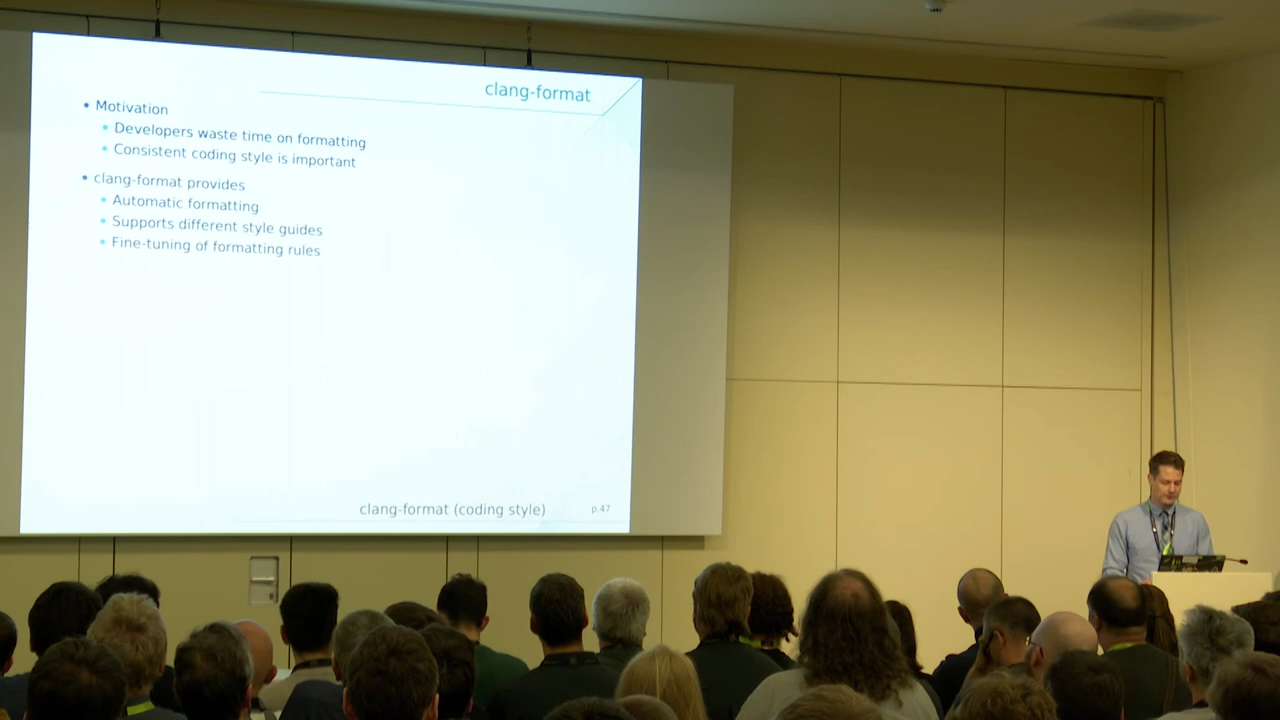 clang-format
• Motivation
• Developers waste time on formatting
• Consistent coding style is important
• clang-format provides
• Automatic formatting
• Supports different style guides
• Fine-tuning of formatting rules
clang-format (coding style)
p.47